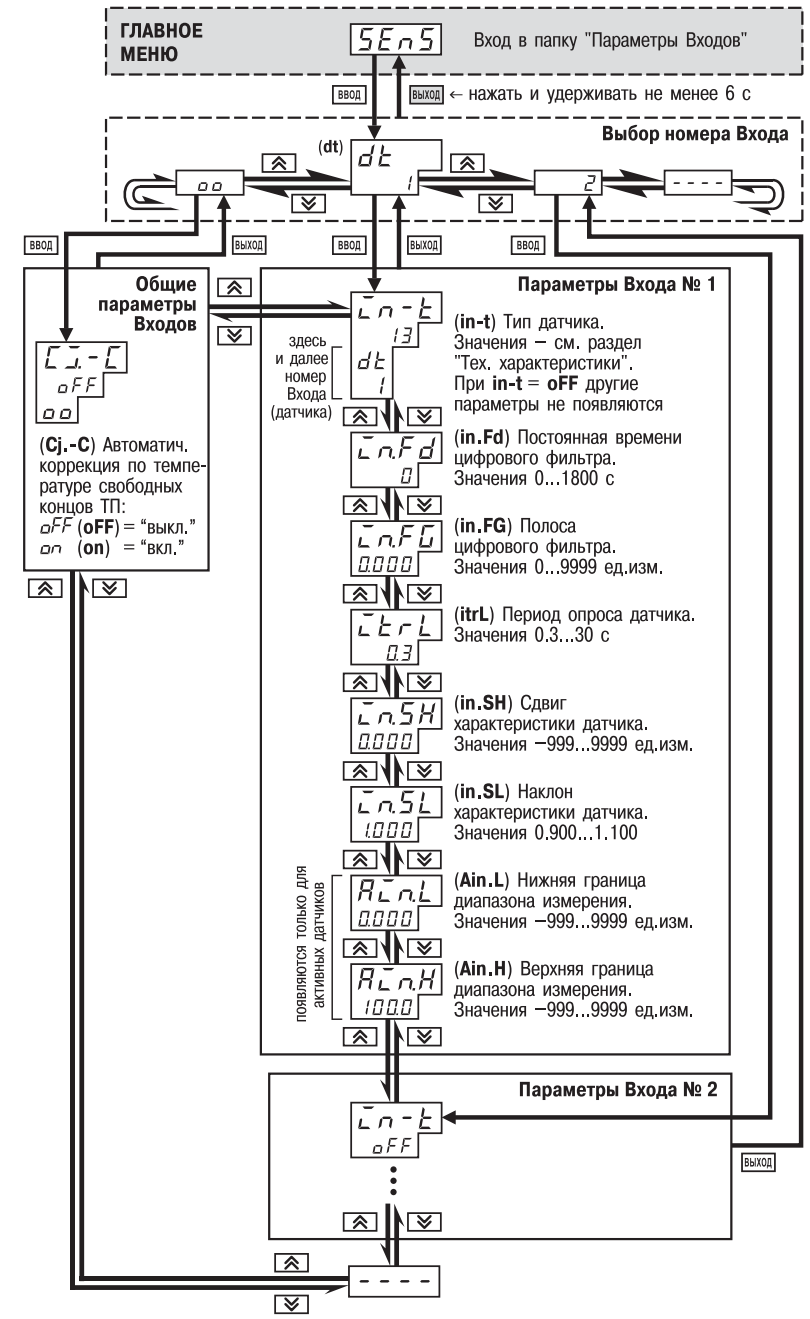 ГЛАВНОЕ
МЕНЮ
SEnS
Вход в папку "Параметры Входов"
ВВОД
ВЫХОД
← нажать и удерживать не менее 6 с
Выбор номера Входа
(dt)
dt
1
oo
2
- - - -
ВВОД
ВЫХОД
ВВОД
ВЫХОД
ВВОД
Общие
параметры
Входов
Cj.-C
oFF
oo
(Cj.-C) Автоматич.
коррекция по темпе-
ратуре свободных
концов ТП:
oFF (oFF) = “выкл.”
on (on) = “вкл.”
Параметры Входа № 1
in-t
13
dt
1
здесь
и далее
номер
Входа
(датчика)
(in-t) Тип датчика.
Значения – см. раздел
"Тех. характеристики".
При in-t = oFF другие
параметры не появляются
in.Fd
0
(in.Fd) Постоянная времени
цифрового фильтра.
Значения 0...1800 с
in.FG
0.000
(in.FG) Полоса
цифрового фильтра.
Значения 0...9999 ед.изм.
itrL
0.3
(itrL) Период опроса датчика.
Значения 0.3...30 с
in.SH
0.000
(in.SH) Сдвиг
характеристики датчика.
Значения –999...9999 ед.изм.
in.SL
1.000
(in.SL) Наклон
характеристики датчика.
Значения 0.900...1.100
появляются только для
активных датчиков
Ain.L
0.000
(Ain.L) Нижняя граница
диапазона измерения.
Значения –999...9999 ед.изм.
Ain.H
100.0
(Ain.H) Верхняя граница
диапазона измерения.
Значения –999...9999 ед.изм.
Параметры Входа № 2
in-t
oFF
ВЫХОД
- - - -